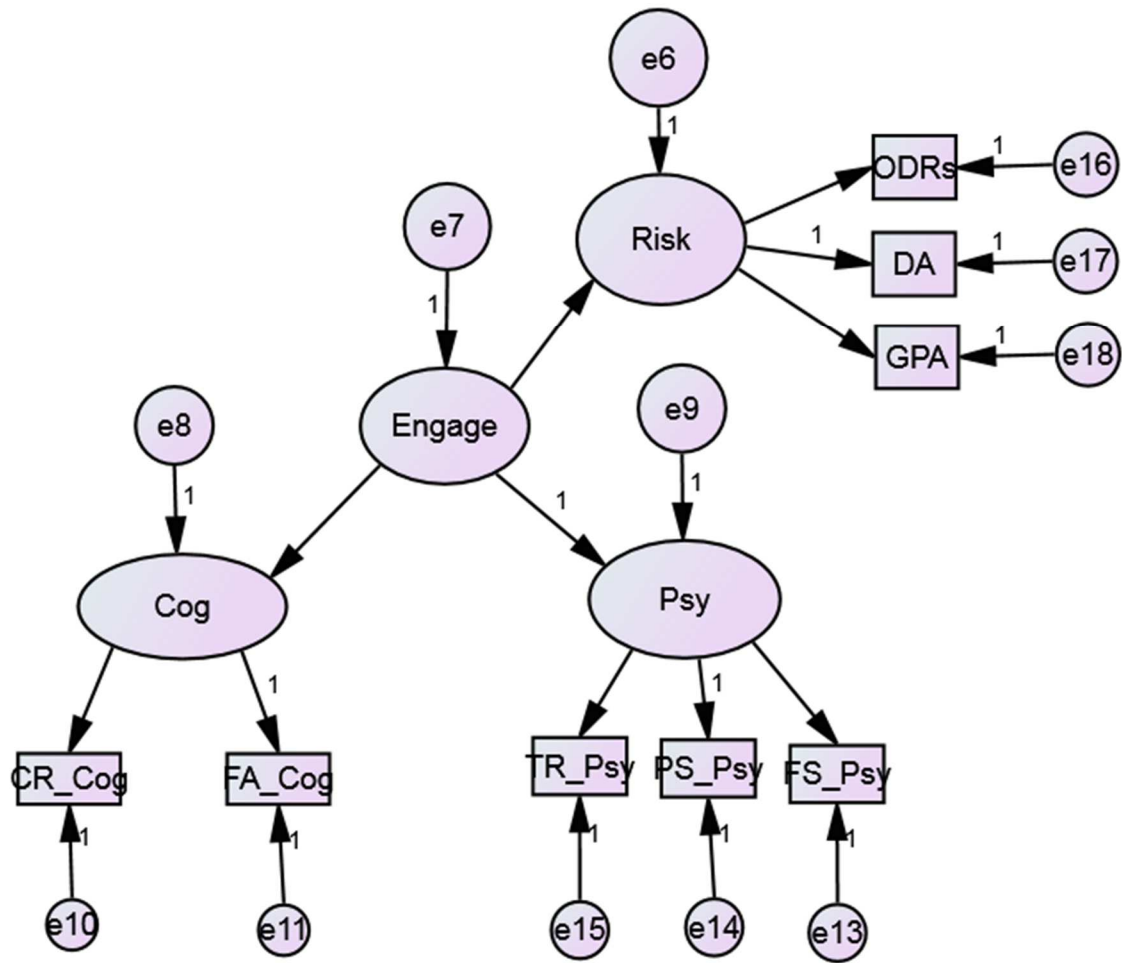 e6
1
ODRs
1
e16
e7
Risk
1
DA
1
e17
1
GPA
1
e18
e8
Engage
e9
1
1
1
Cog
Psy
1
1
CR_Cog
FA_Cog
TR_Psy
PS_Psy
FS_Psy
1
1
1
1
1
e10
e11
e15
e14
e13